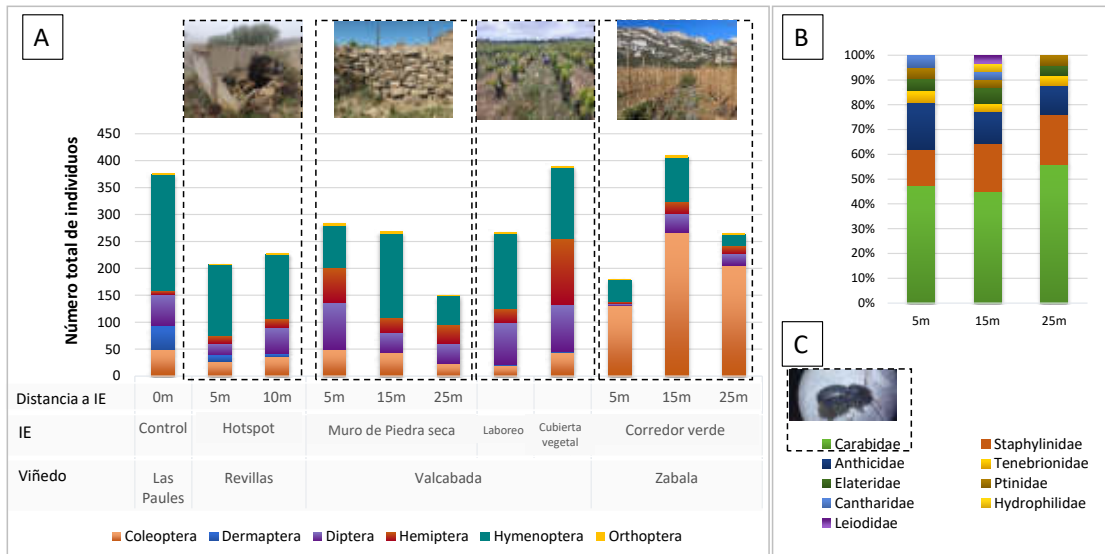 A
B
Número total de individuos
450
400
350
300
250
200
150
100
50
0
Distancia a IE 0m 5m 10m 5m 15m 25m 5m 15m 25m
IE Control Hotspot Muro de Piedra seca Laboreo Cubierta vegetal Corredor verde
Viñedo Las Paules Revillas Valcabada Zabala
Coleoptera Dermaptera Diptera Hemiptera Hymenoptera Orthoptera
100%
90%
80%
70%
60%
50%
40%
30%
20%
10%
0%
5m 15m 25m
C
Carabidae Staphylinidae
Anthicidae Tenebrionidae
Elateridae Ptinidae
Cantharidae Hydrophilidae
Leiodidae